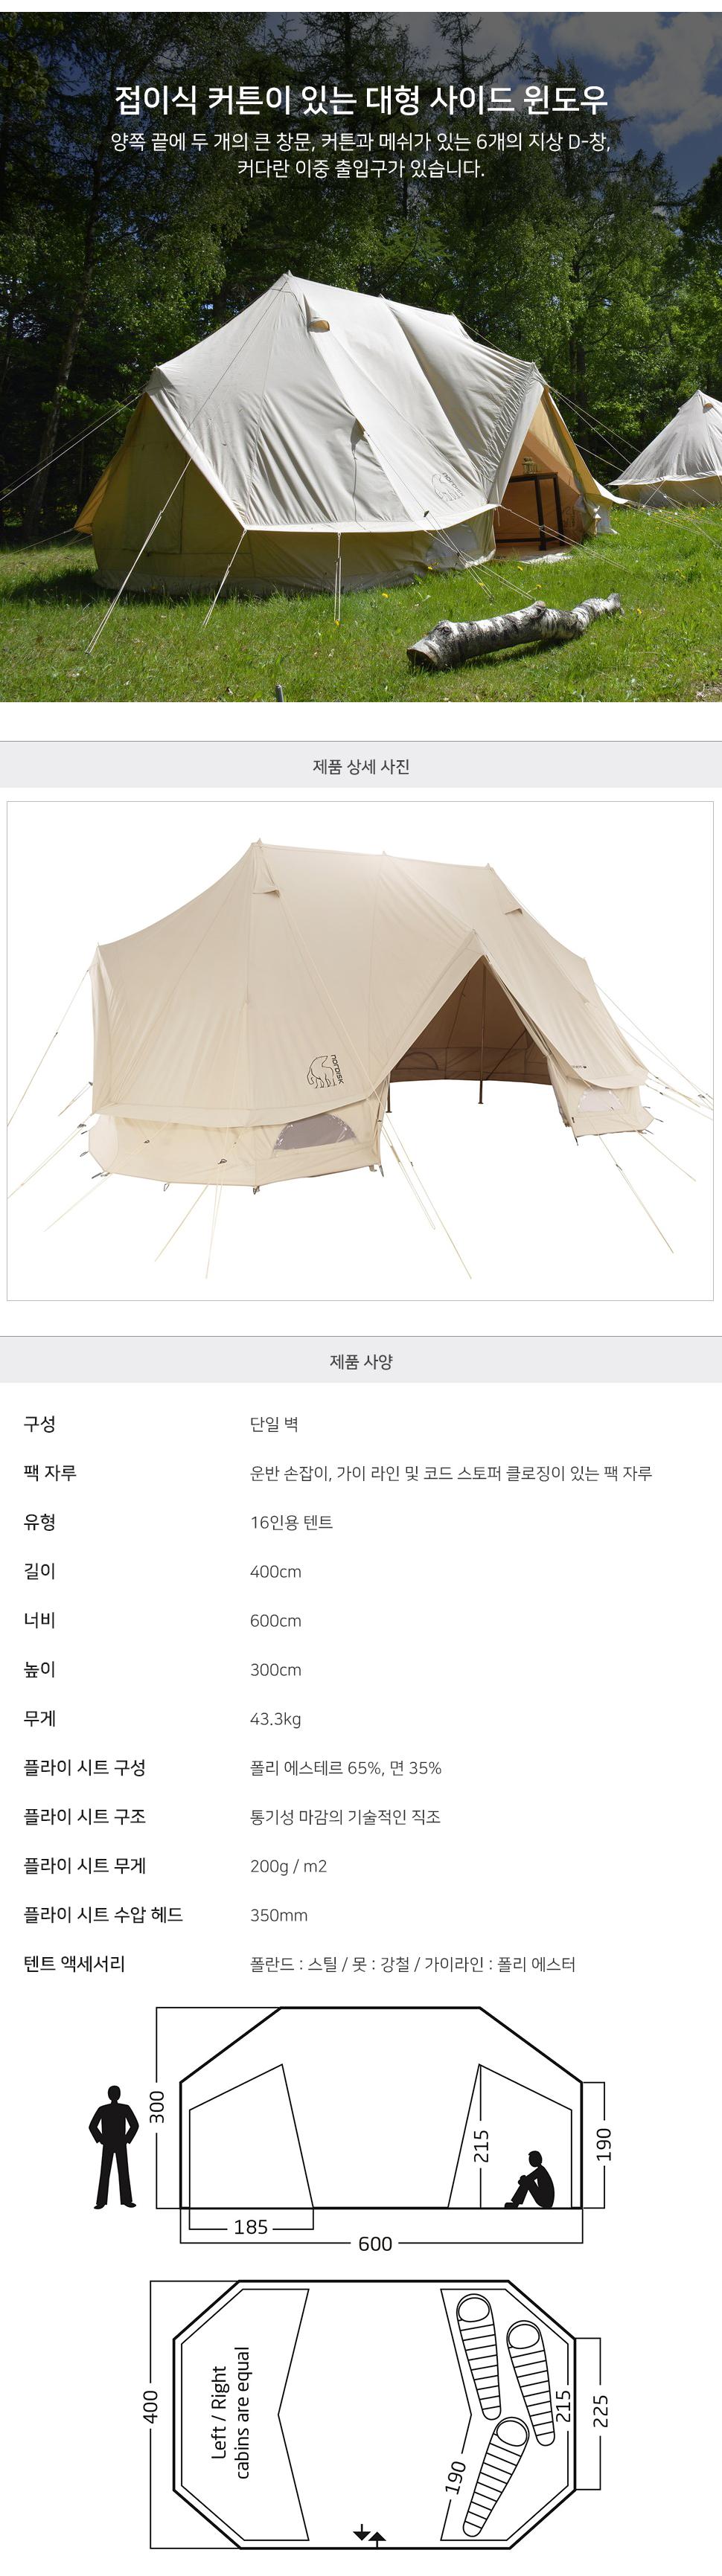 접이식 커튼이 있는 대형 사이드 윈도우
양쪽 끝에 두 개의 큰 창문, 커튼과 메쉬가 있는 6개의 지상 D-창,
커다란 이중 출입구가 있습니다.
제품 상세 사진
NORDISK
제품 사양
구성 단일 벽
팩 자루 운반 손잡이, 가이 라인 및 코드 스토퍼 클로징이 있는 팩 자루
유형 16인용 텐트
길이 400cm
너비 600cm
높이 300cm
무게 43.3kg
플라이 시트 구성 폴리 에스테르 65%, 면 35%
플라이 시트 구조 통기성 마감의 기술적인 직조
플라이 시트 무게 200g / m2
플라이 시트 수압 헤드 350mm
텐트 액세서리 폴란드 : 스틸 / 못 : 강철 / 가이라인 : 폴리 에스터
300
215
190
185
600
400
Left / Right
cabins are equal
190
215
225